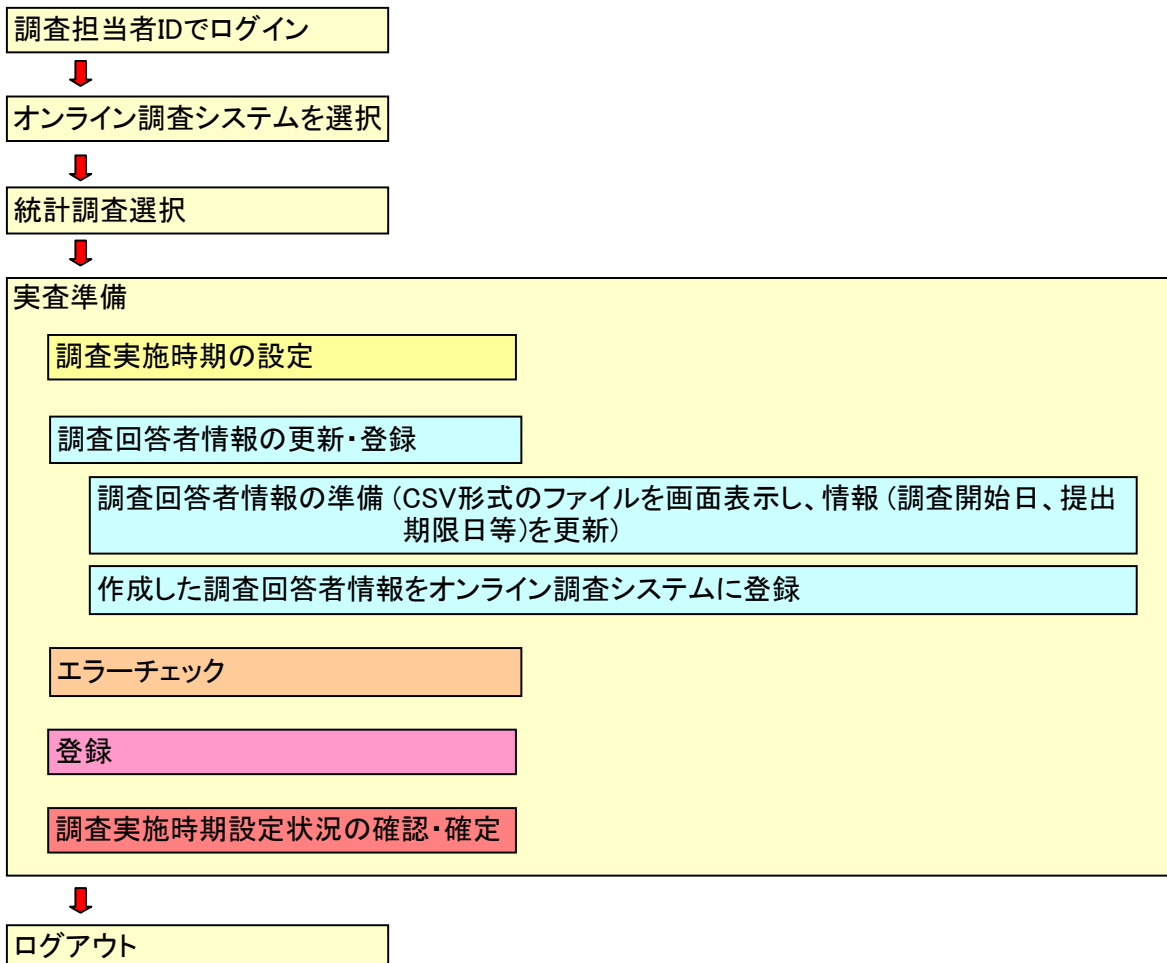 調査担当者IDでログイン
オンライン調査システムを選択
統計調査選択
実査準備
調査実施時期の設定
調査回答者情報の更新・登録
調査回答者情報の準備（CSV形式のファイルを画面表示し、情報（調査開始日、提出
期限日等）を更新）
作成した調査回答者情報をオンライン調査システムに登録
エラーチェック
登録
調査実施時期設定状況の確認・確定
ログアウト